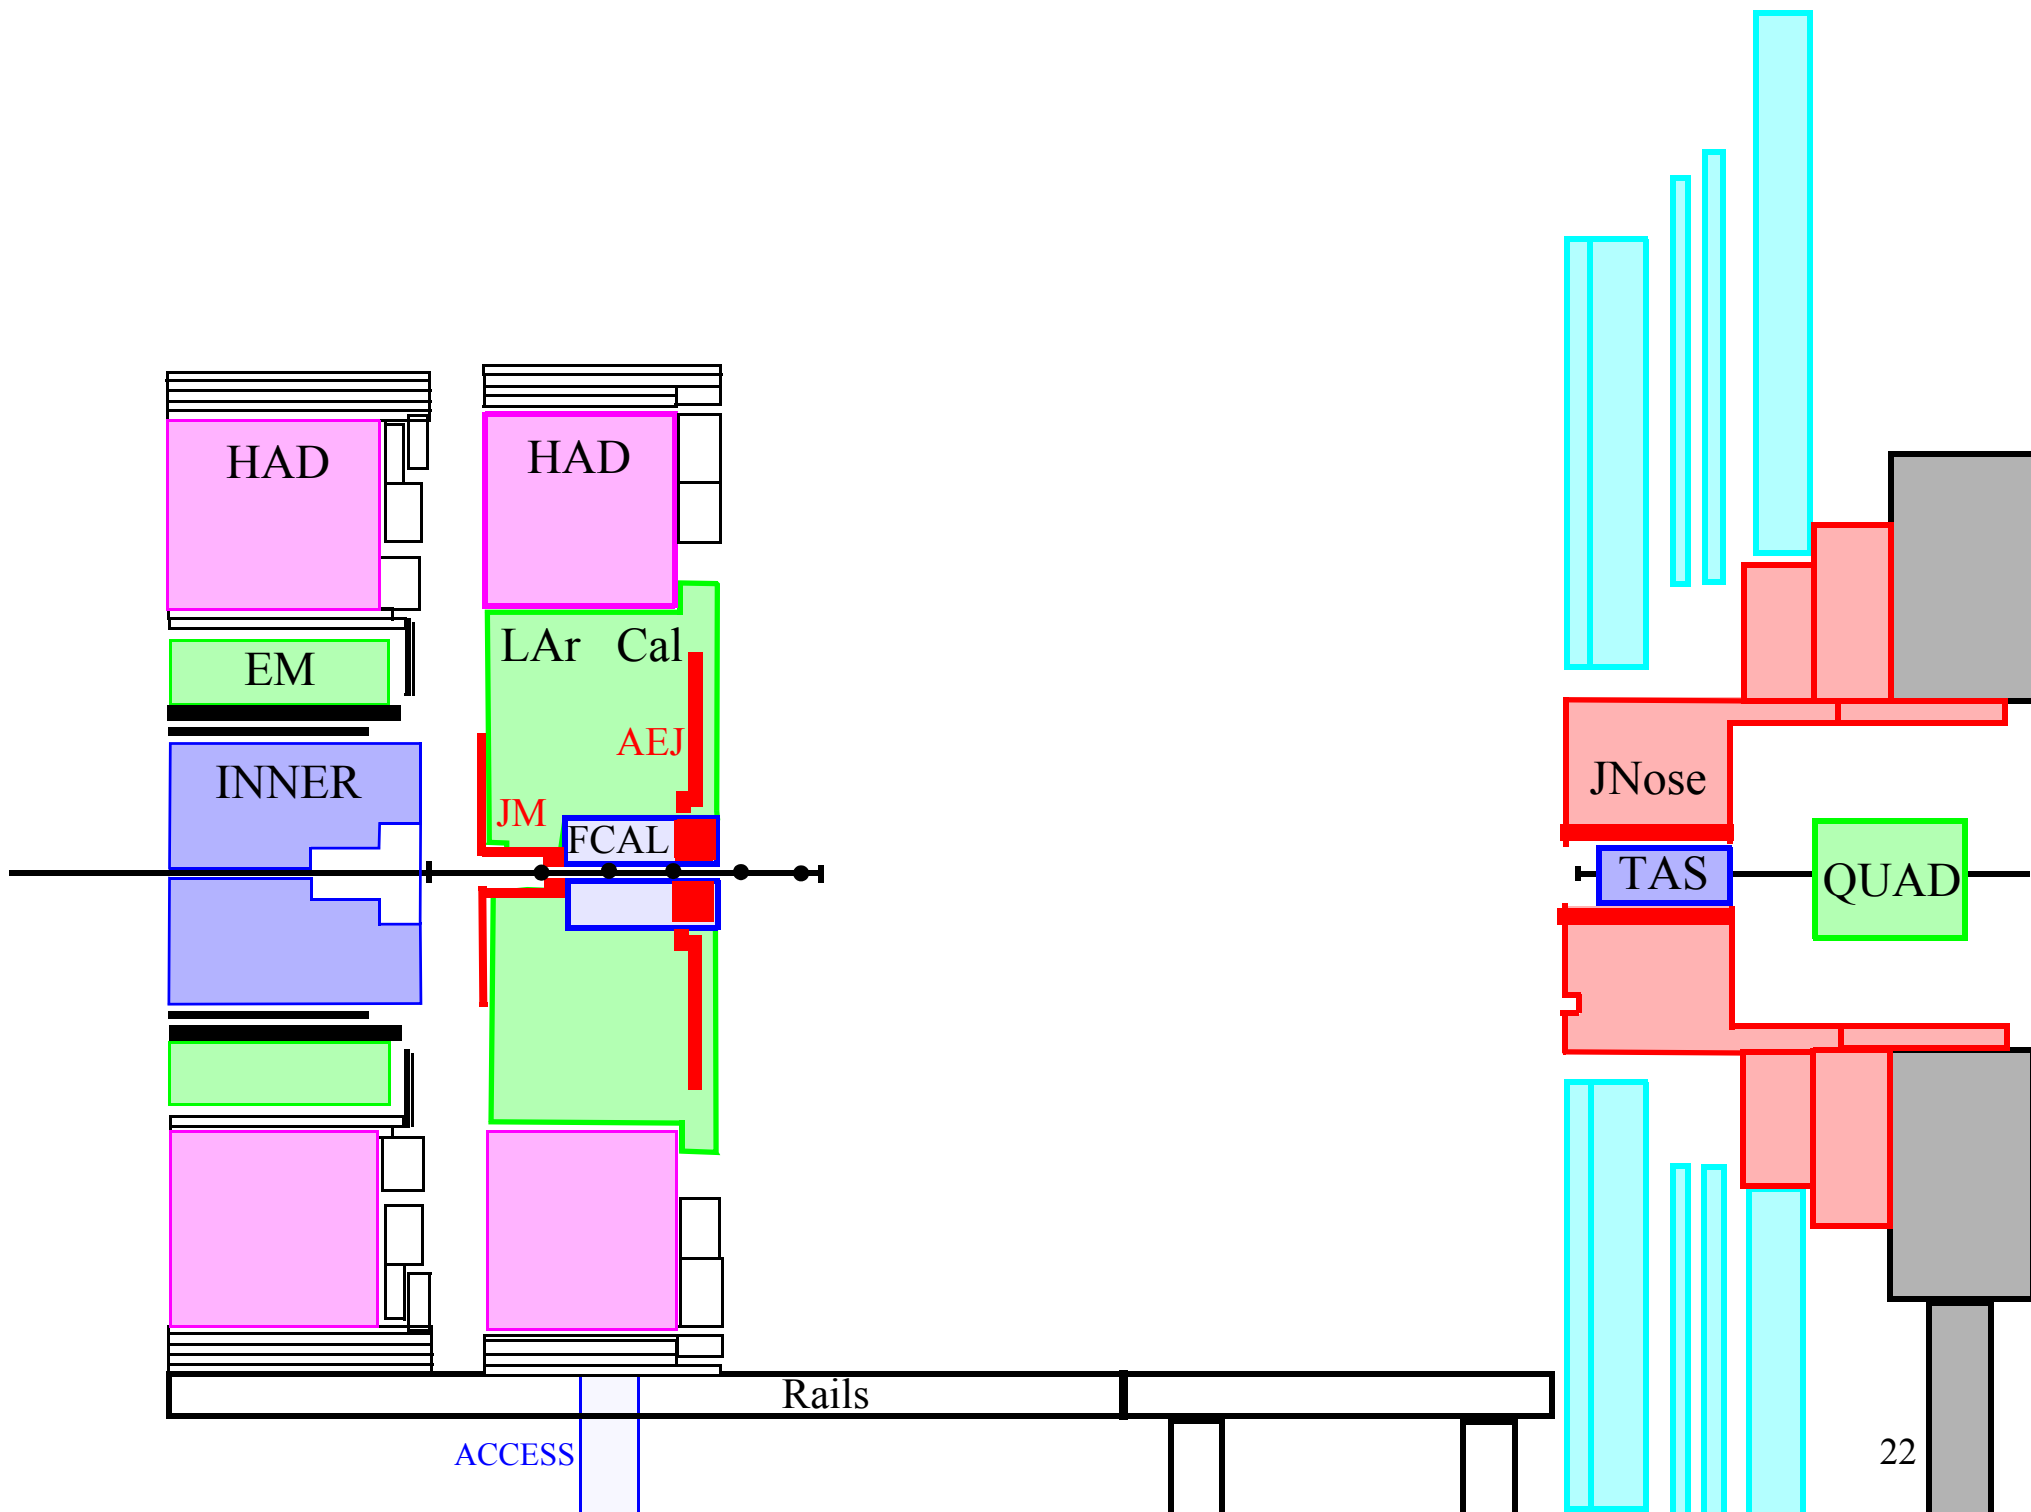 HAD
HAD
LAr Cal
EM
AEJ
INNER
JNose
JM
FCAL
TAS
QUAD
Rails
ACCESS
22